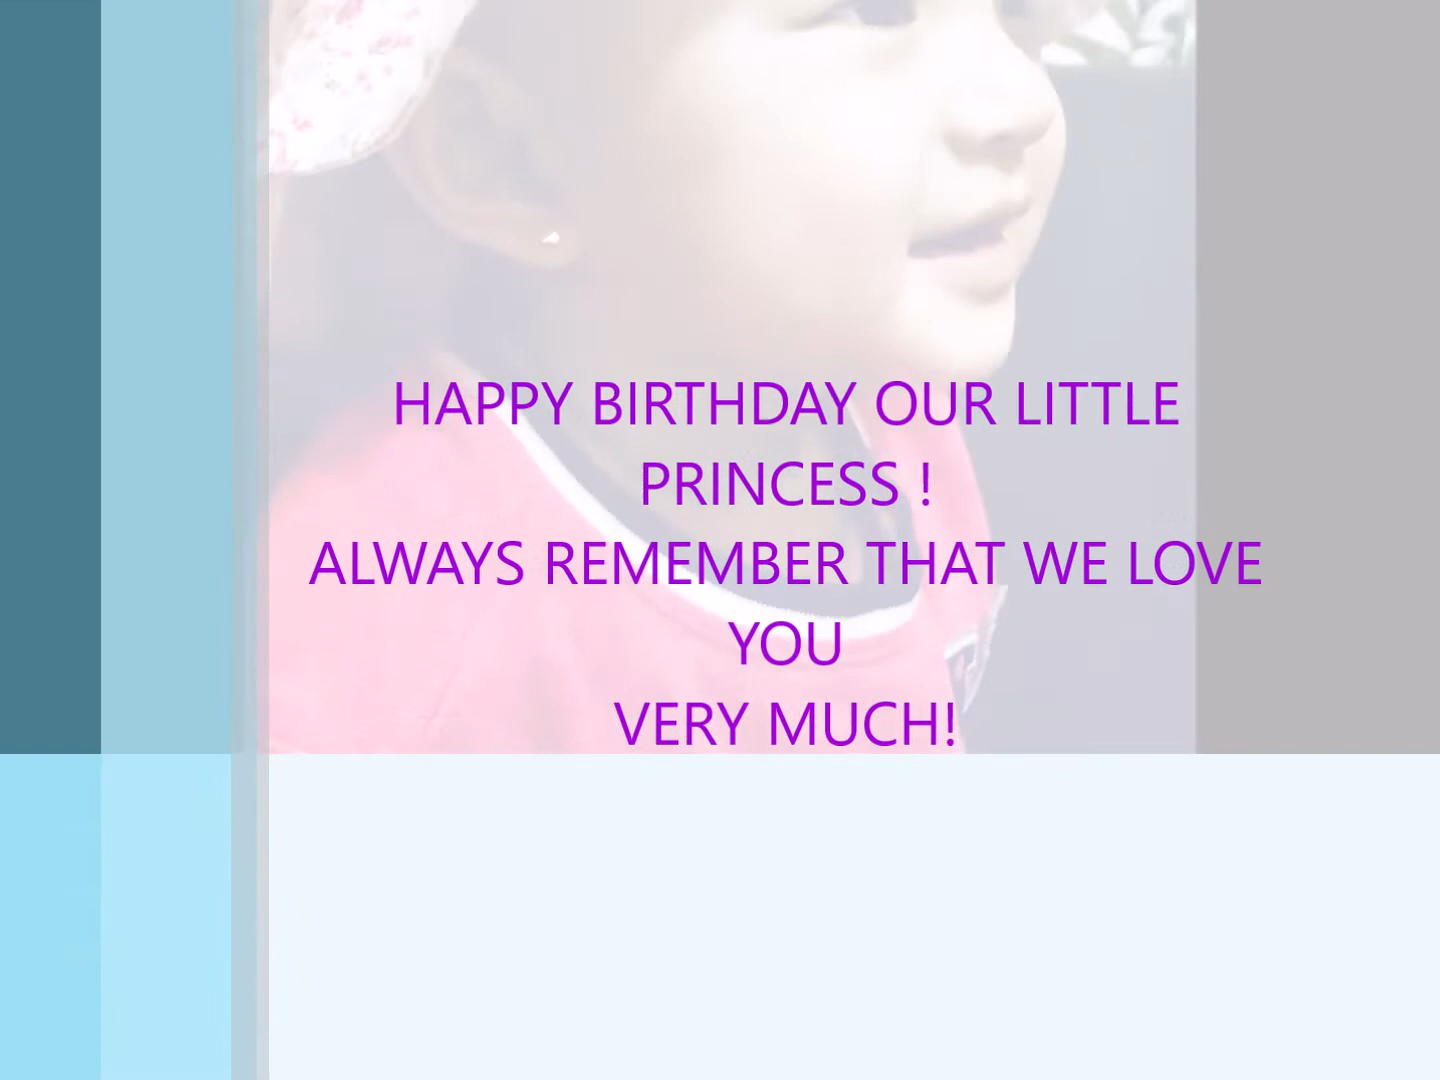 HAPPY BIRTHDAY OUR LITTLE
PRINCESS !
ALWAYS REMEMBER THAT WE LOVE
YOU
VERY MUCH!